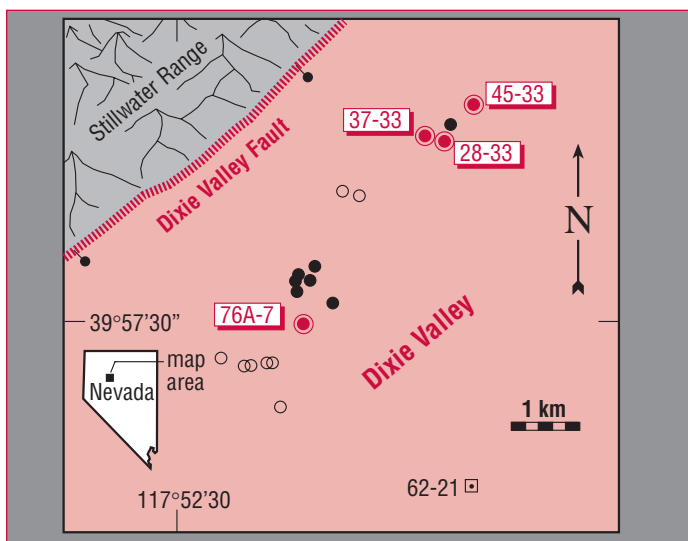 Stillwater Range
Dixie Valley Fault
45-33
37-33
28-33
N
76A-7
39°57'30”
Dixie Valley
map
area
Nevada
1 km
62-21
117°52'30